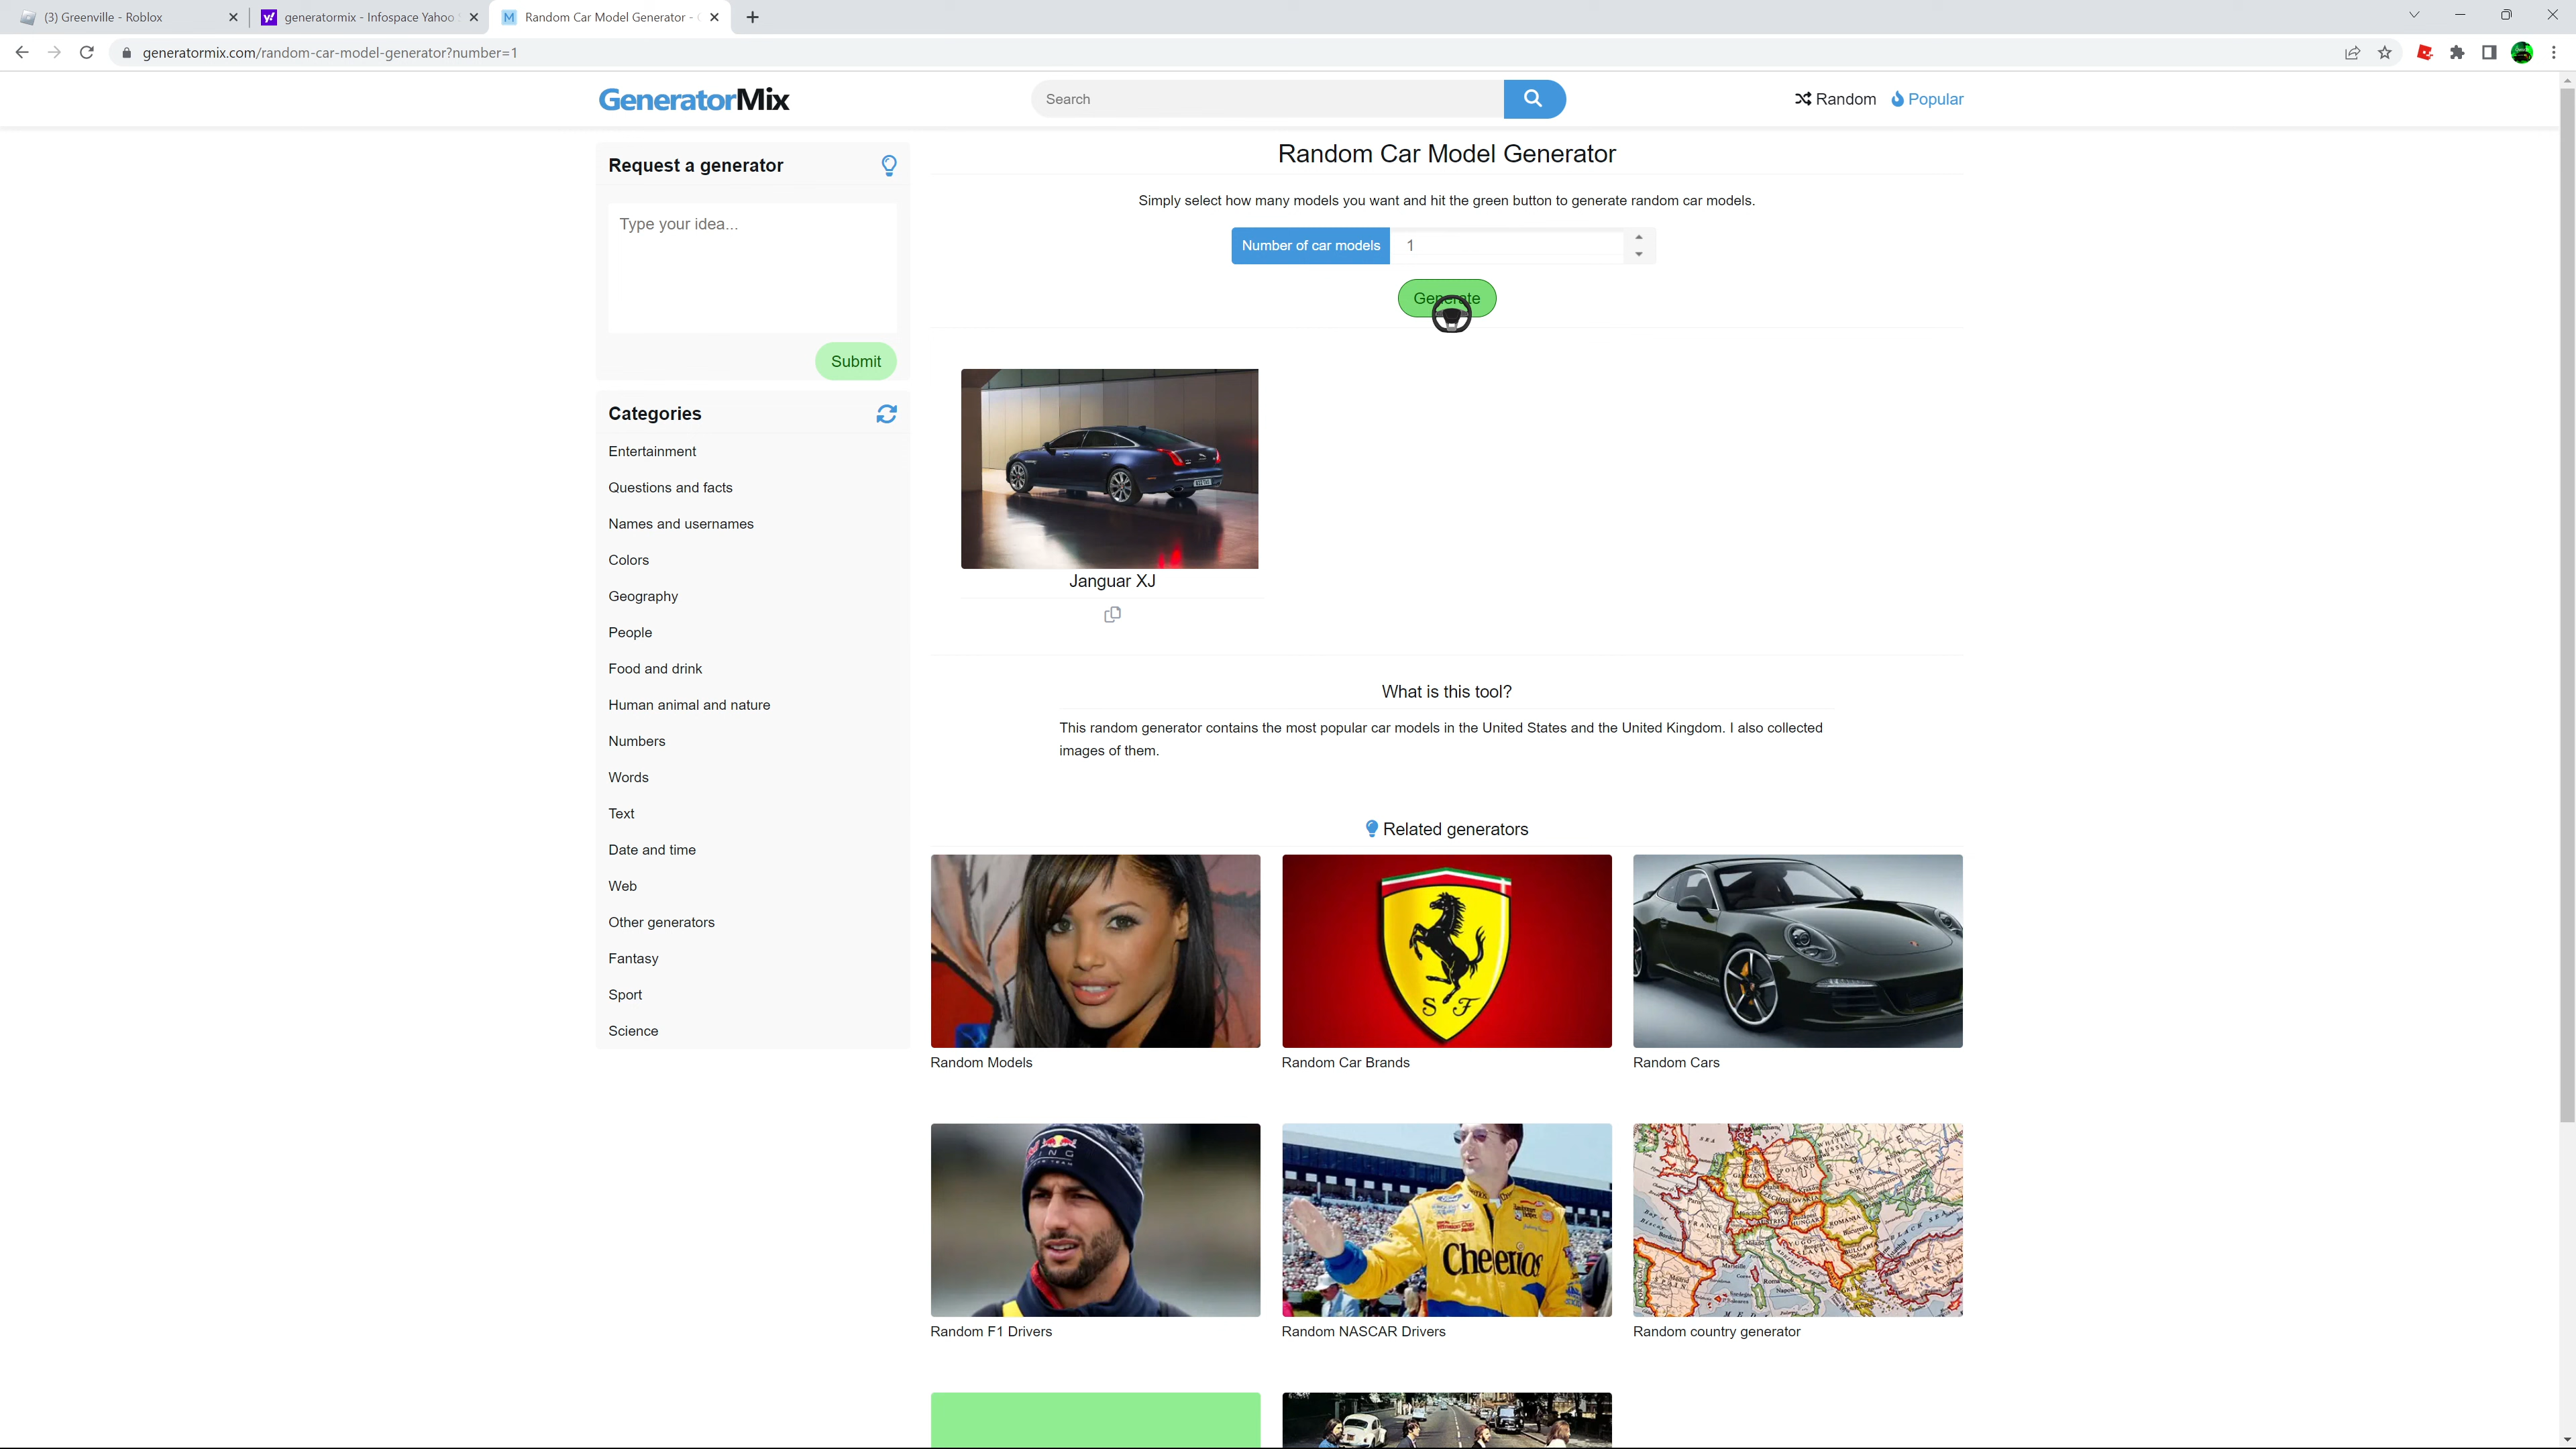 (3) Greenville - Roblox
generatormix - Infospace Yahoo
Random Car Model Generator -
generatormix.com/random-car-model-generator?number=1
GeneratorMix
Search
Random
Popular
Request a generator
Type your idea...
Submit
Categories
Entertainment
Questions and facts
Names and usernames
Colors
Geography
People
Food and drink
Human animal and nature
Numbers
Words
Text
Date and time
Web
Other generators
Fantasy
Sport
Science
Random Car Model Generator
Simply select how many models you want and hit the green button to generate random car models.
Number of car models
1
Generate
Janguar XJ
What is this tool?
This random generator contains the most popular car models in the United States and the United Kingdom. I also collected
images of them.
Related generators
S F
Random Models
Random Car Brands
Random Cars
Cheerios
Random F1 Drivers
Random NASCAR Drivers
Random country generator